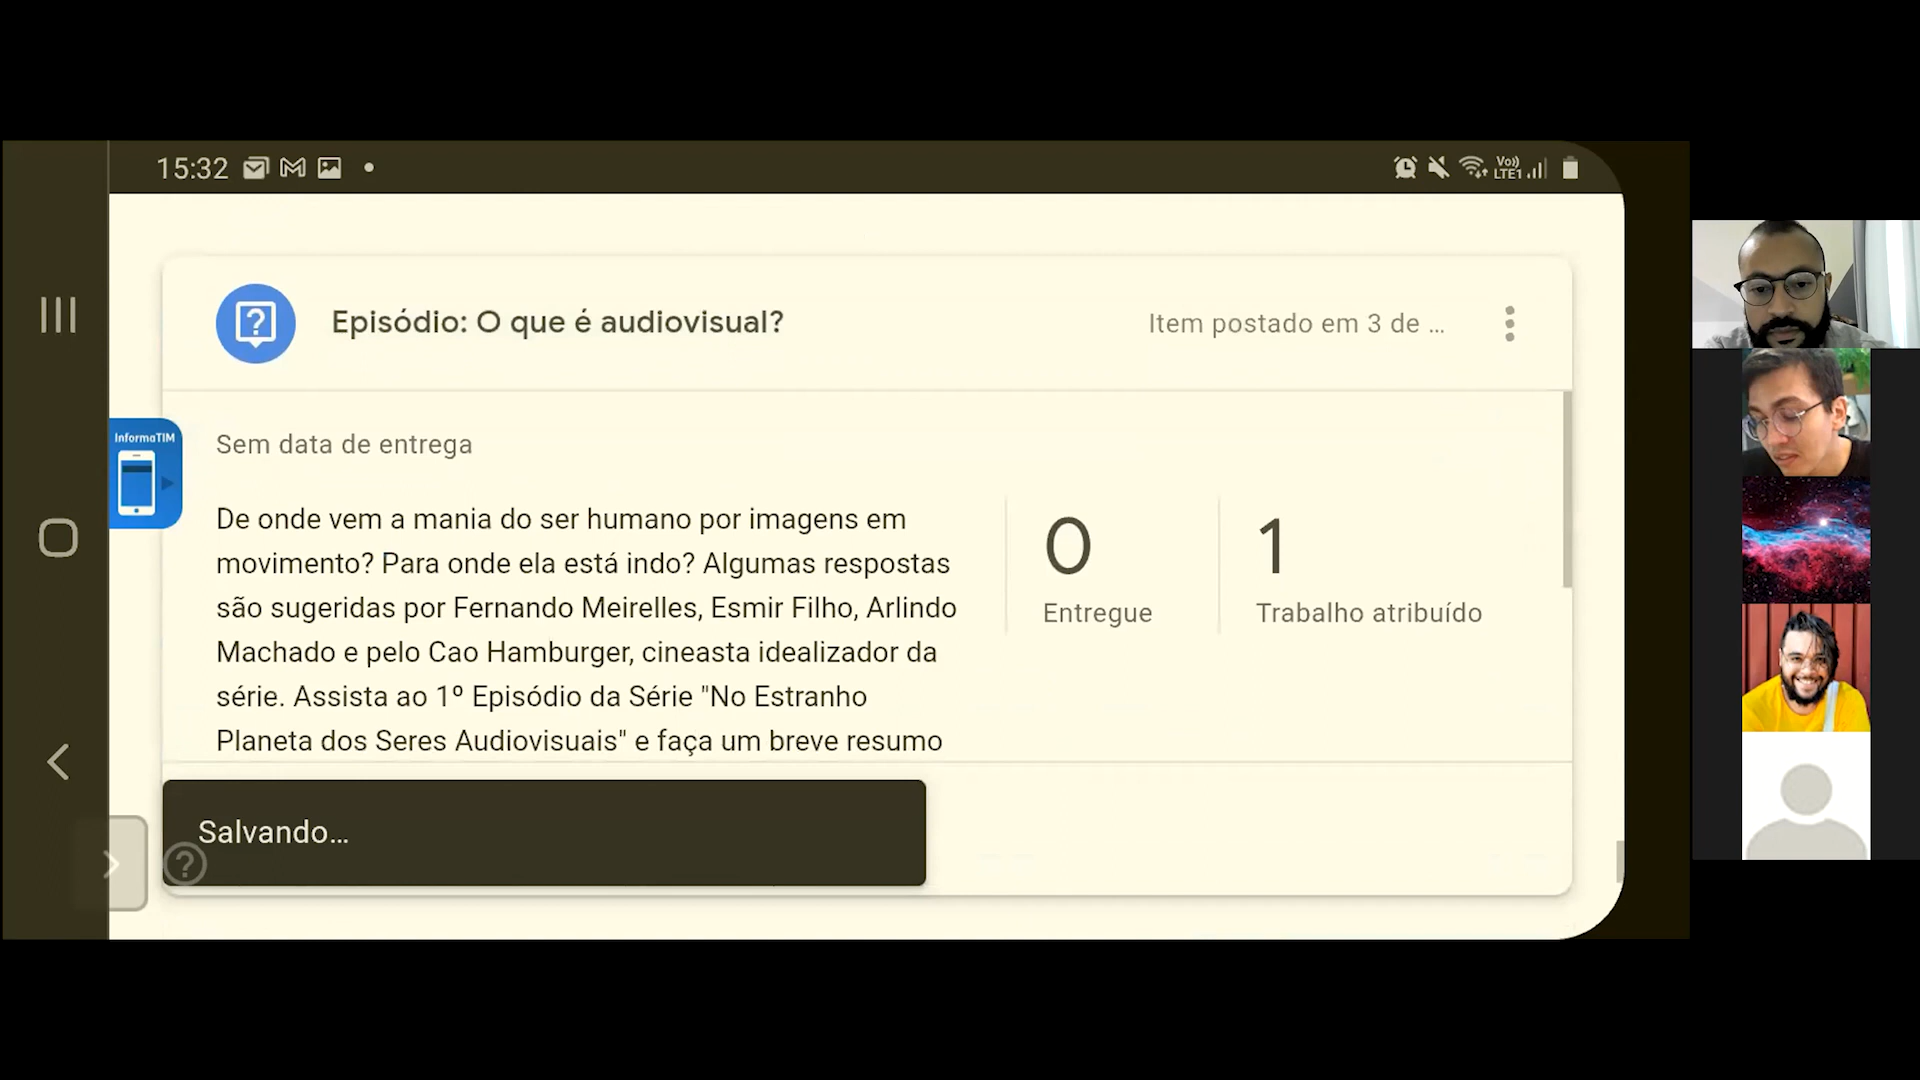 15:32
Vo))
LTE1
Episódio: O que é audiovisual?
Item postado em 3 de ...
InformaTIM
Sem data de entrega
De onde vem a mania do ser humano por imagens em
movimento? Para onde ela está indo? Algumas respostas
são sugeridas por Fernando Meirelles, Esmir Filho, Arlindo
Machado e pelo Cao Hamburger, cineasta idealizador da
série. Assista ao 1º Episódio da Série "No Estranho
Planeta dos Seres Audiovisuais" e faça um breve resumo
0
Entregue
1
Trabalho atribuído
Salvando...